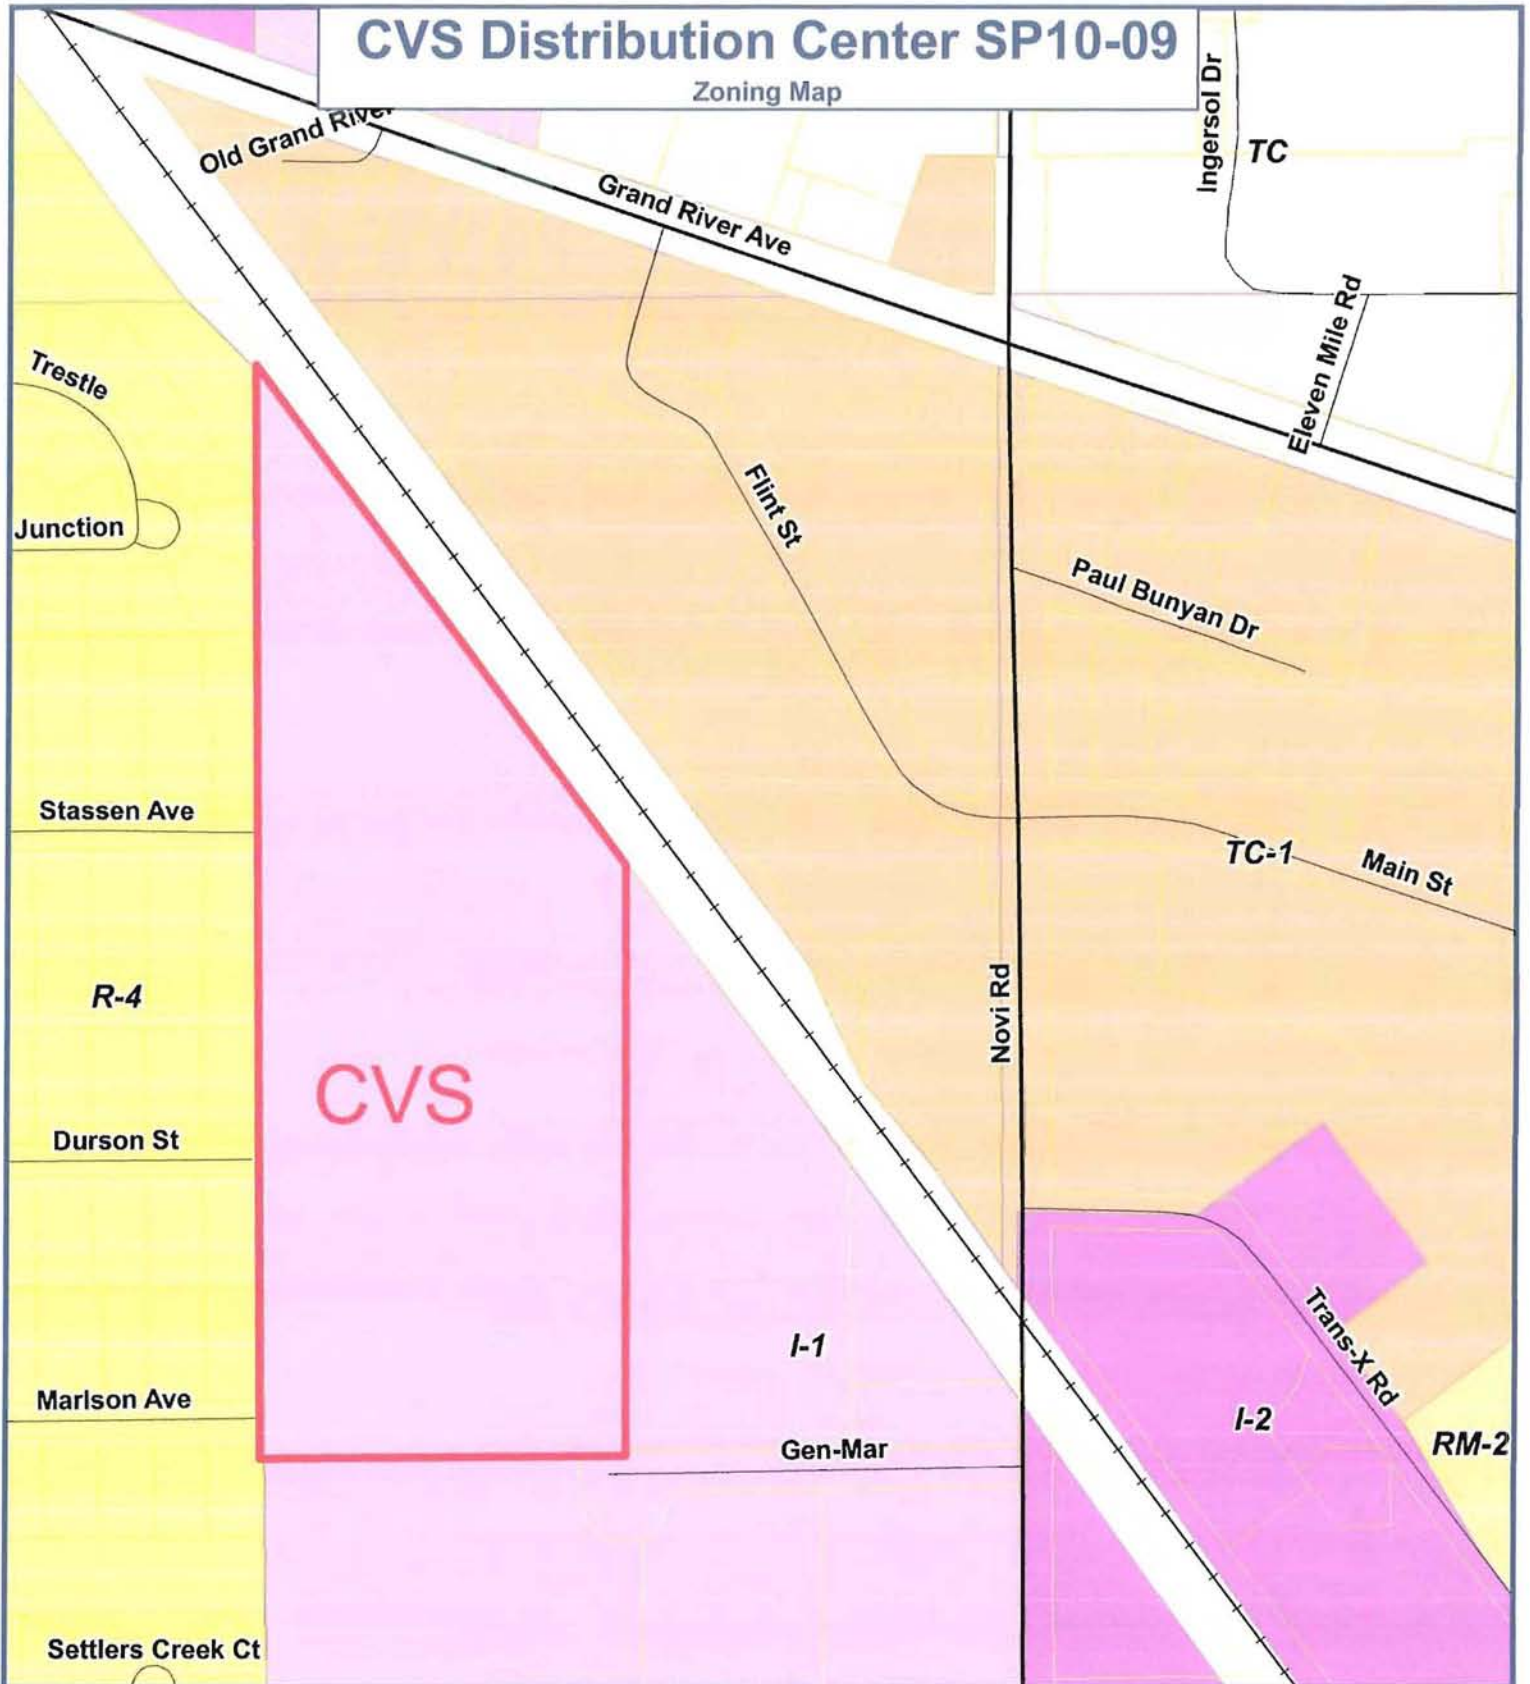 CVS Distribution Center SP10-09
Zoning Map
Ingersol Dr
TC
Old Grand River
Grand River Ave
Eleven Mile Rd
Trestle
Flint St
Junction
Paul Bunyan Dr
Stassen Ave
TC-1
Main St
R-4
Novi Rd
CVS
Durson St
Trans-X Rd
I-1
Marlson Ave
I-2
RM-2
Gen-Mar
Settlers Creek Ct